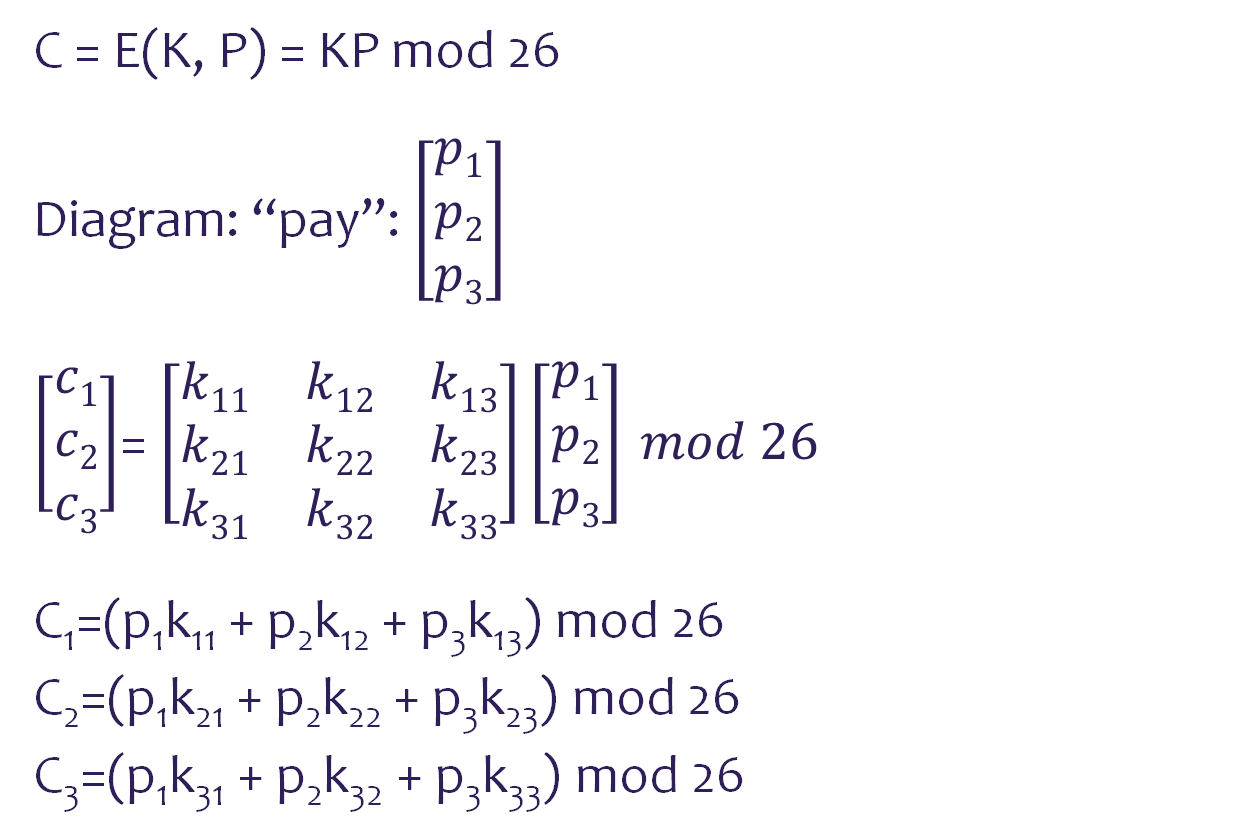 C = E(K, P) = KP mod 26
Diagram: “pay”: [p₁ p₂ p₃]
[c₁ c₂ c₃] = [k₁₁ k₁₂ k₁₃ k₂₁ k₂₂ k₂₃ k₃₁ k₃₂ k₃₃] [p₁ p₂ p₃] mod 26
C₁=(p₁k₁₁ + p₂k₁₂ + p₃k₁₃) mod 26
C₂=(p₁k₂₁ + p₂k₂₂ + p₃k₂₃) mod 26
C₃=(p₁k₃₁ + p₂k₃₂ + p₃k₃₃) mod 26